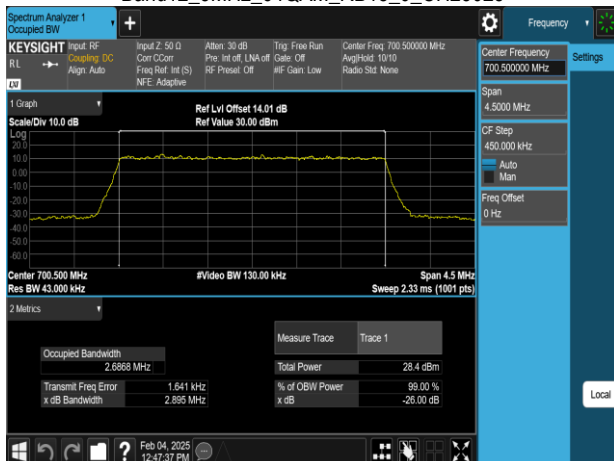 Spectrum Analyzer 1
Occupied BW
+
Frequency
KEYSIGHT
RL
LXI
Input: RF
Coupling: DC
Align: Auto
Input Z: 50 Ω
Corr CCorr
Freq Ref: Int (S)
NFE: Adaptive
Atten: 30 dB
Pre: Int off, LNA off
RF Presel: Off
Trig: Free Run
Gate: Off
#IF Gain: Low
Center Freq: 700.500000 MHz
Avg|Hold: 10/10
Radio Std: None
Center Frequency
700.500000 MHz
Settings
Span
4.5000 MHz
CF Step
450.000 kHz
Auto
Man
Freq Offset
0 Hz
Local
1 Graph
Scale/Div 10.0 dB
Ref Lvl Offset 14.01 dB
Ref Value 30.00 dBm
Log
20.0
10.0
0.00
-10.0
-20.0
-30.0
-40.0
-50.0
-60.0
Center 700.500 MHz
#Video BW 130.00 kHz
Span 4.5 MHz
Res BW 43.000 kHz
Sweep 2.33 ms (1001 pts)
2 Metrics
Measure Trace
Trace 1
Occupied Bandwidth
2.6868 MHz
Total Power
28.4 dBm
Transmit Freq Error
1.641 kHz
% of OBW Power
99.00 %
x dB Bandwidth
2.895 MHz
x dB
-26.00 dB
?
Feb 04, 2025
12:47:37 PM